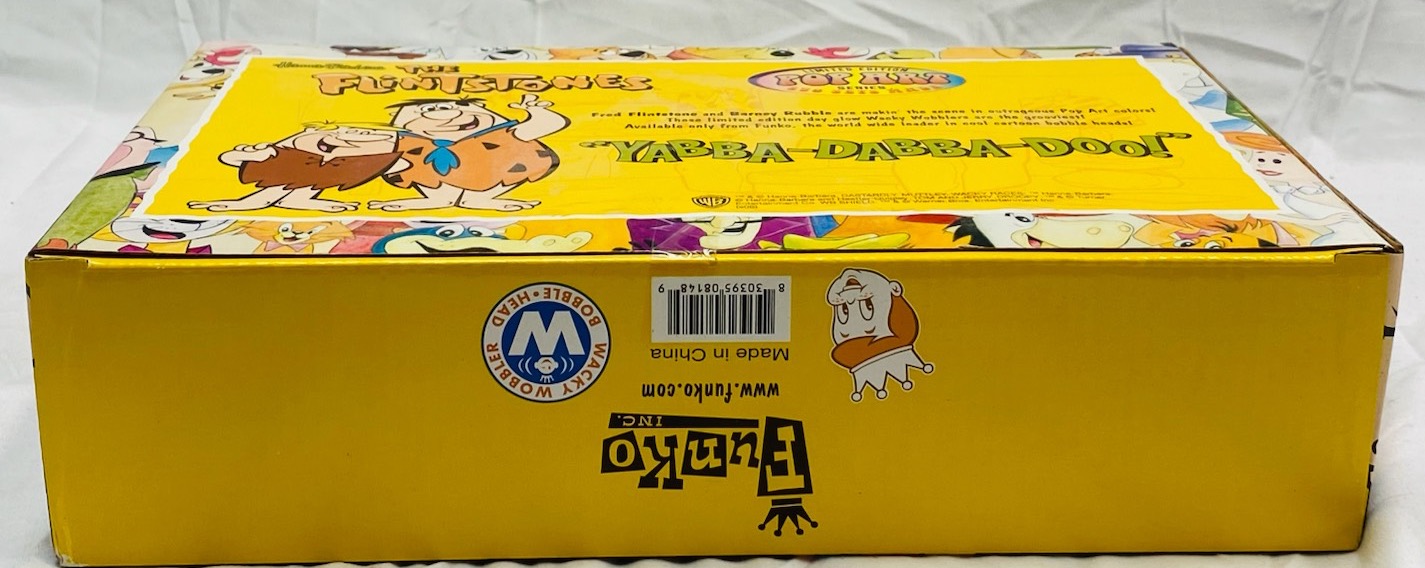 Hanna-Barbera THE
FLINTSTONES
LIMITED EDITION
POP ART
SERIES
Fred Flintstone and Barney Rubble are makin' the scene in outrageous Pop Art colors!
These limited edition day glow Wacky Wobblers are the grooviest!
Available only from Funko, the world wide leader in cool cartoon bobble heads!
"YABBA-DABBA-DOO!"
WB
Funko
INC.
www.funko.com
Made in China
8 30395 08148 9
WACKY WOBBLER
BOBBLE•HEAD
W